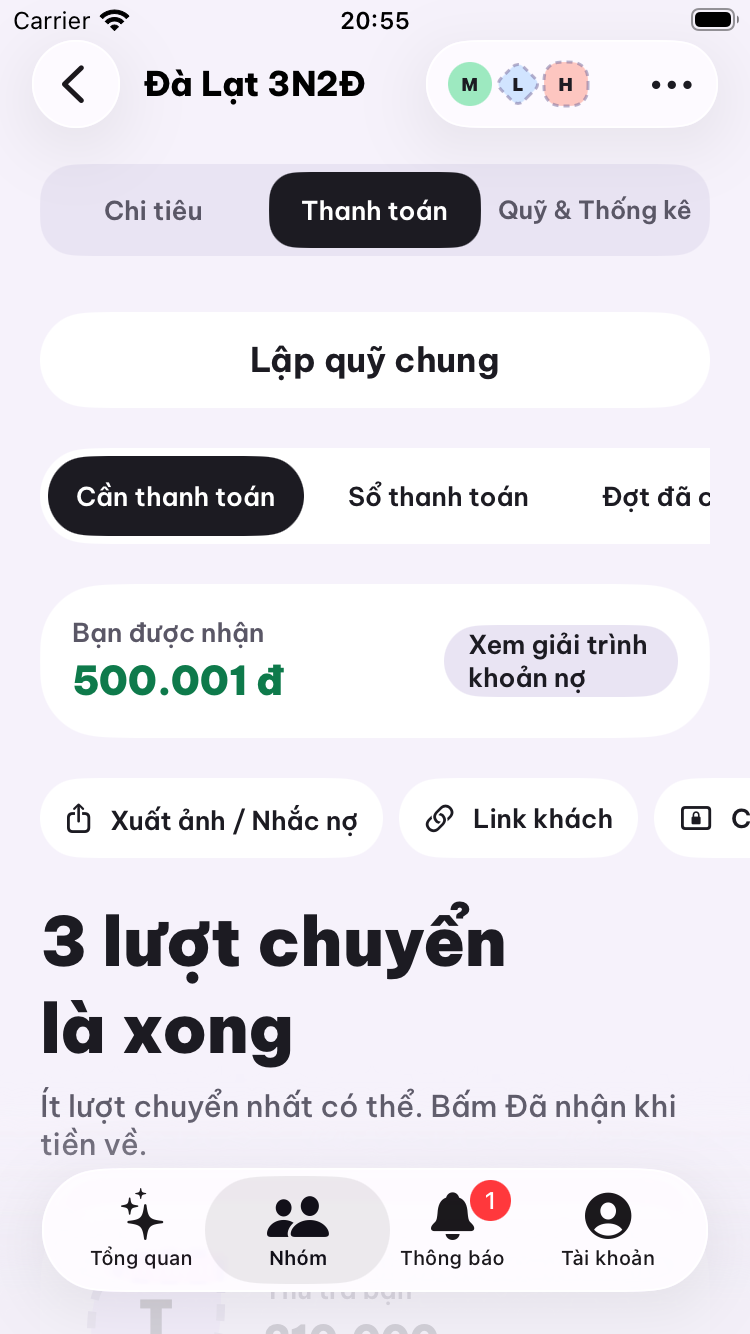 Carrier 20:55
Đà Lạt 3N2Đ M L H
Chi tiêu Thanh toán Quỹ & Thống kê
Lập quỹ chung
Cần thanh toán Sổ thanh toán Đợt đã c
Bạn được nhận
500.001 đ
Xem giải trình
khoản nợ
Xuất ảnh / Nhắc nợ Link khách C
3 lượt chuyển
là xong
Ít lượt chuyển nhất có thể. Bấm Đã nhận khi
tiền về.
1
Tổng quan Nhóm Thông báo Tài khoản
T